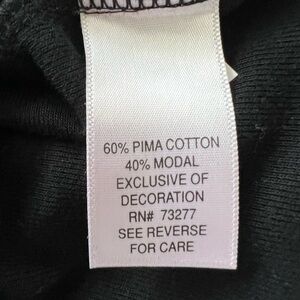 60% PIMA COTTON
40% MODAL
EXCLUSIVE OF
DECORATION
RN# 73277
SEE REVERSE
FOR CARE